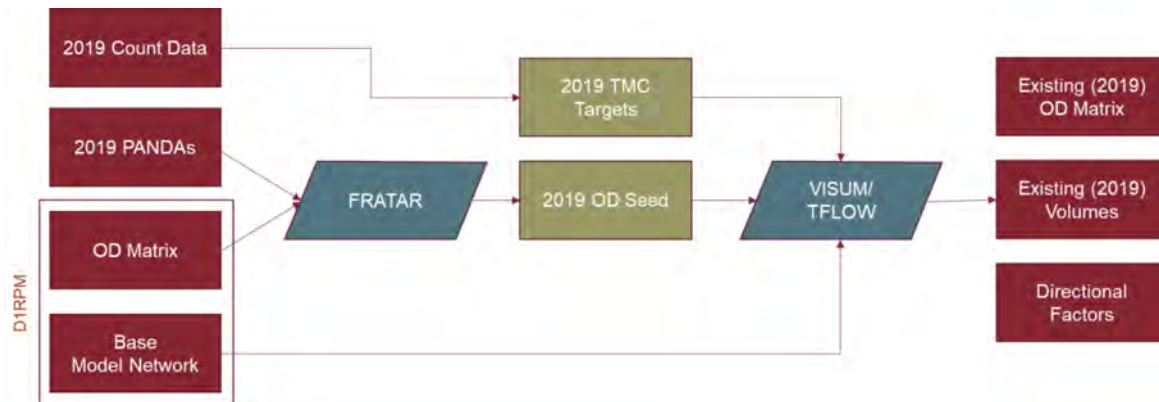 2019 Count Data
2019 PANDAs
D1RPM
OD Matrix
Base
Model Network
FRATAR
2019 TMC
Targets
2019 OD Seed
VISUM/
TFLOW
Existing (2019)
OD Matrix
Existing (2019)
Volumes
Directional
Factors